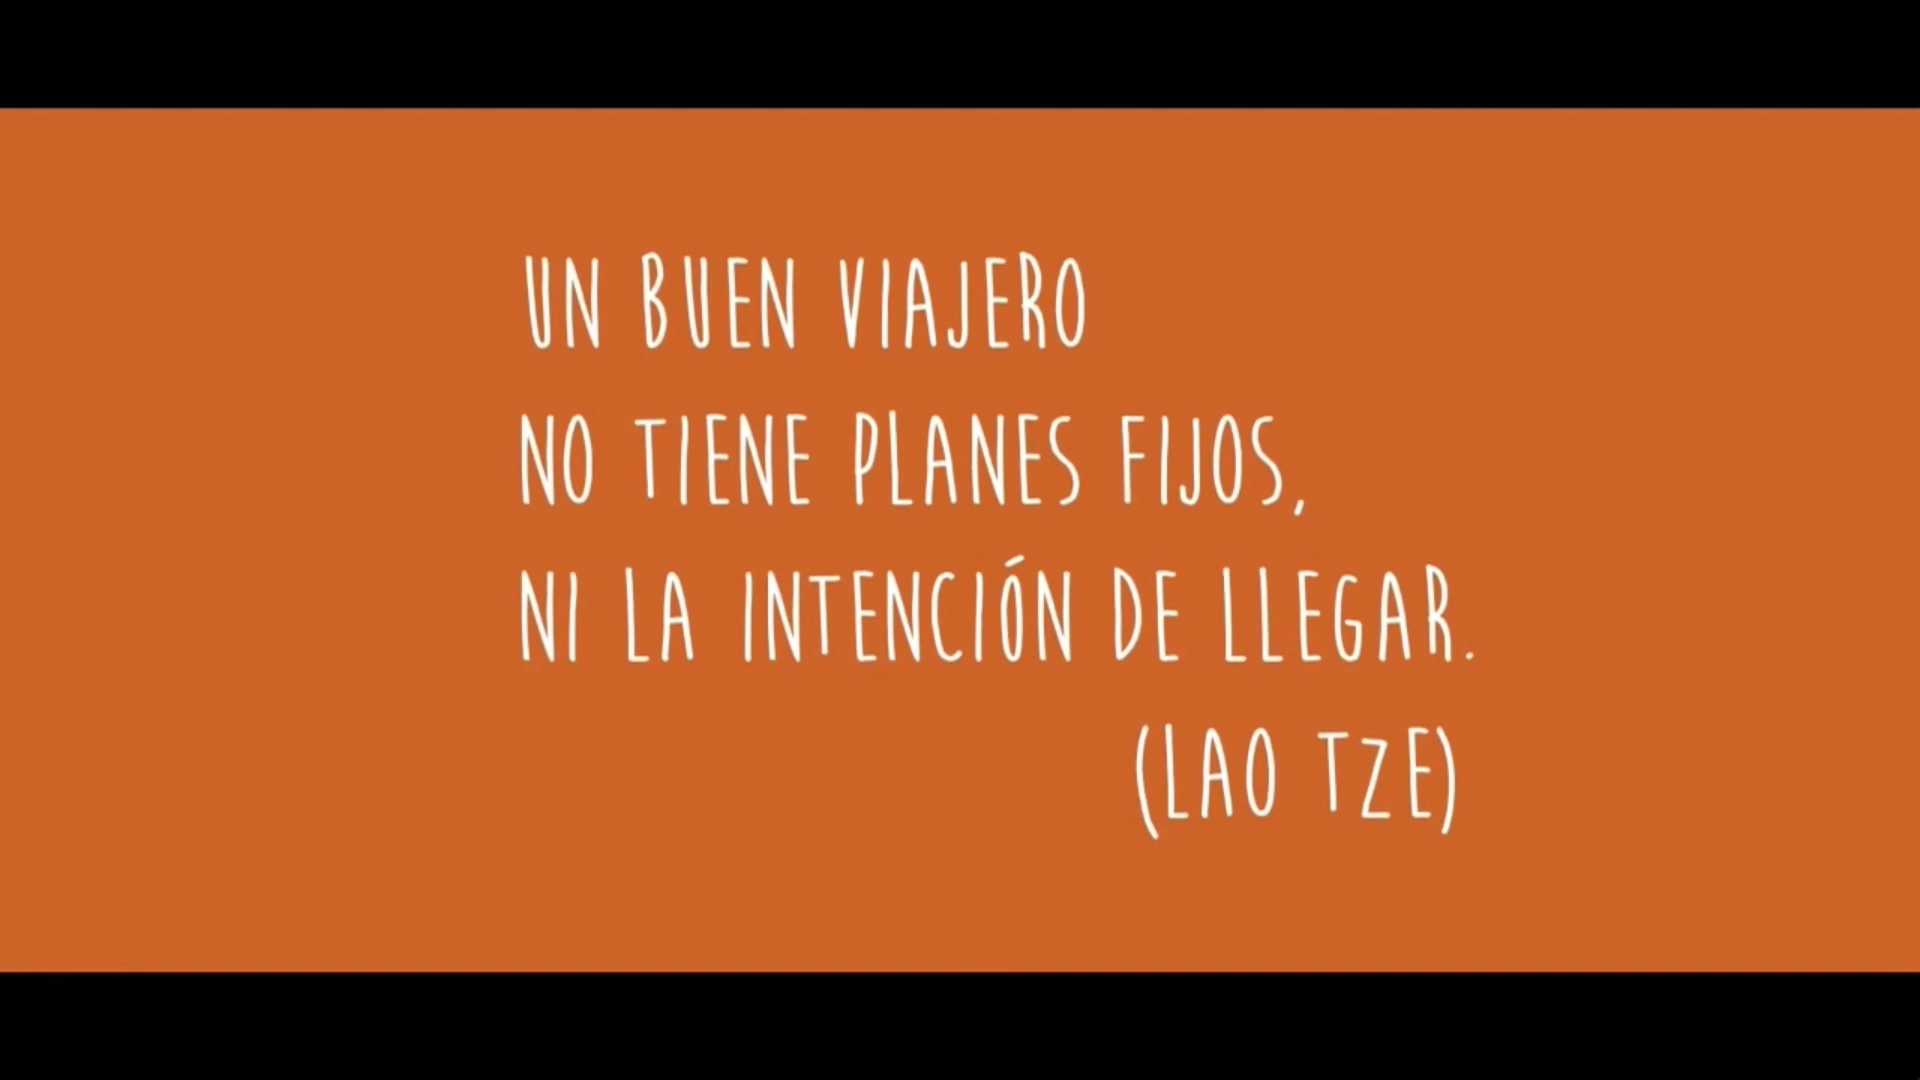 UN BUEN VIAJERO
NO TIENE PLANES FIJOS,
NI LA INTENCIÓN DE LLEGAR.
(LAO TZE)